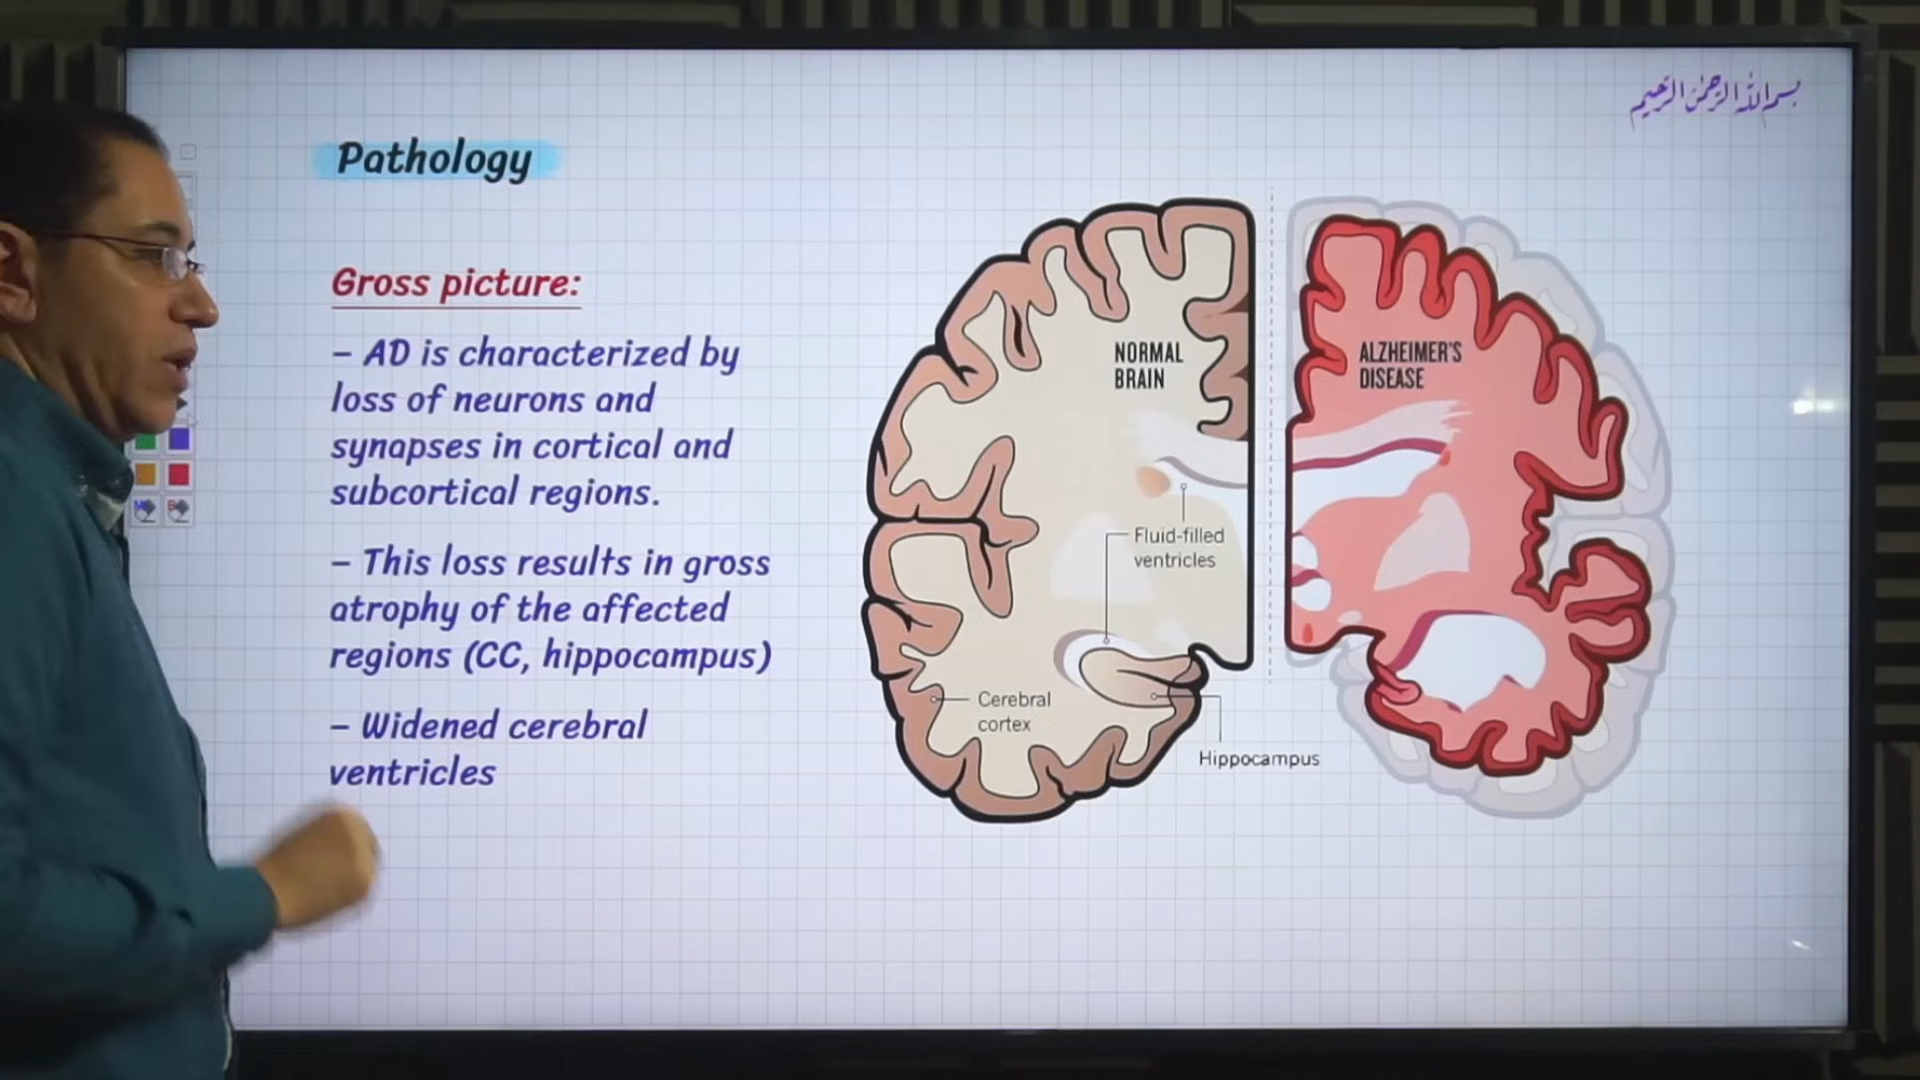 بسم الله الرحمن الرحيم
Pathology
Gross picture:
– AD is characterized by
loss of neurons and
synapses in cortical and
subcortical regions.
– This loss results in gross
atrophy of the affected
regions (CC, hippocampus)
– Widened cerebral
ventricles
NORMAL
BRAIN
ALZHEIMER'S
DISEASE
Fluid-filled
ventricles
Cerebral
cortex
Hippocampus